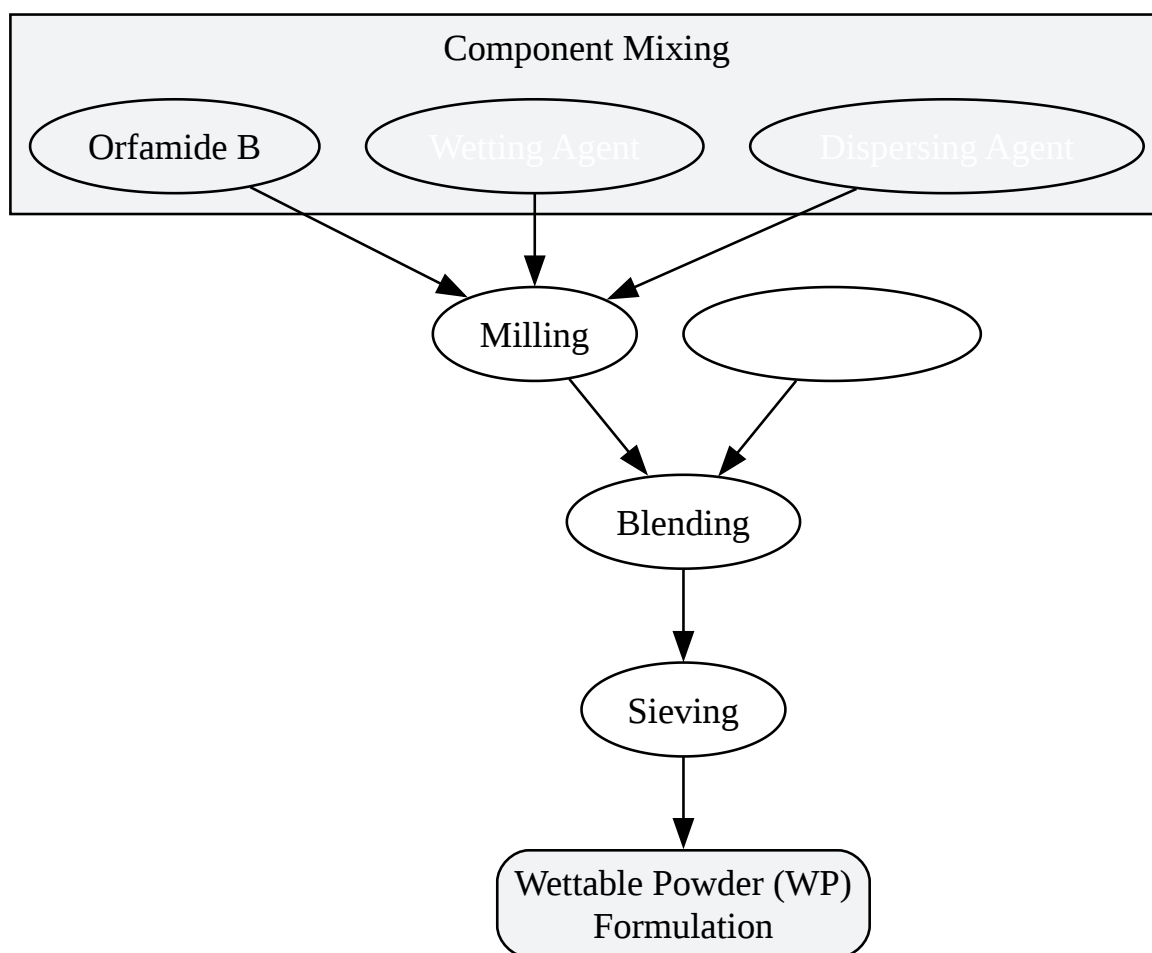 Component Mixing
Orfamide B
Wetting Agent
Dispersing Agent
Milling
Blending
Sieving
Wettable Powder (WP)
Formulation